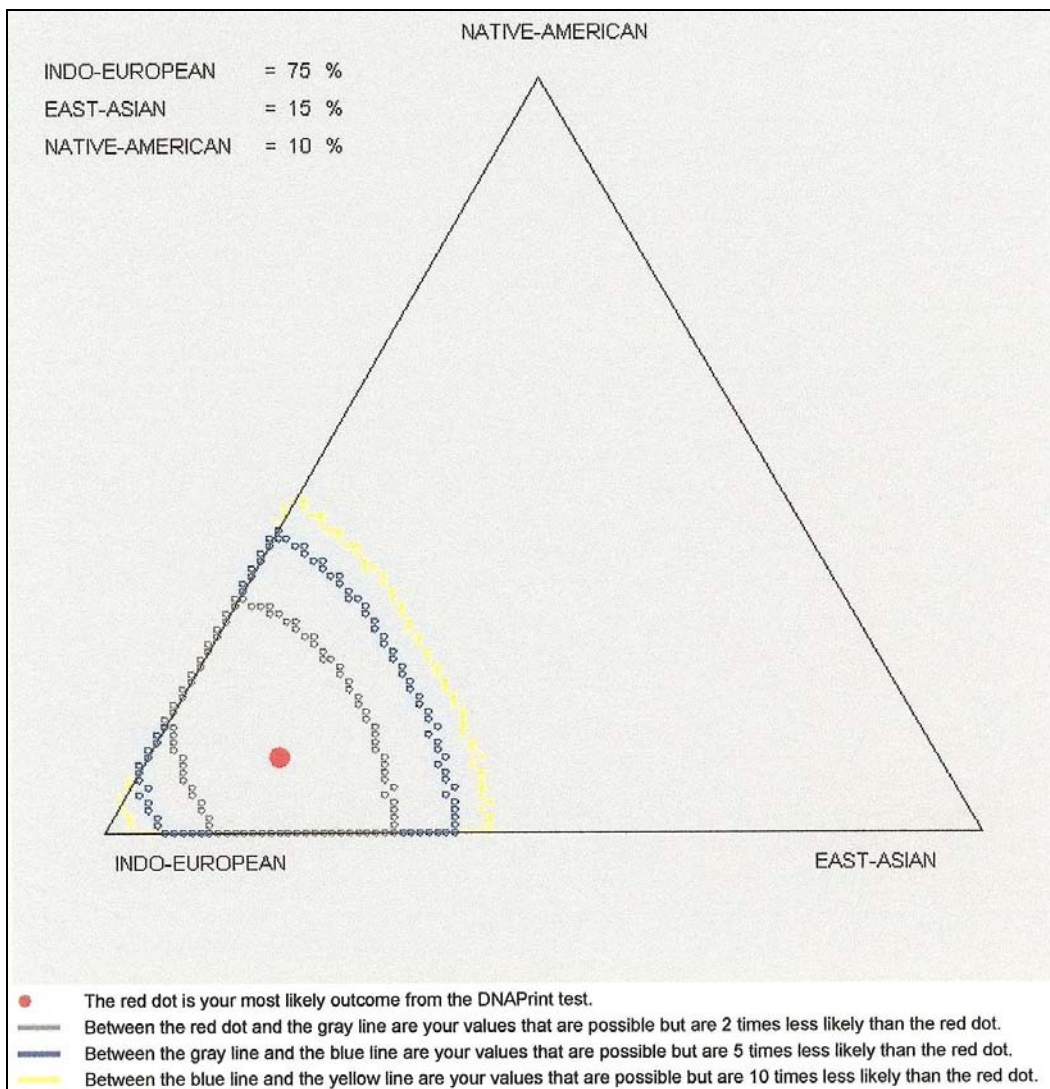 NATIVE-AMERICAN
INDO-EUROPEAN = 75 %
EAST-ASIAN = 15 %
NATIVE-AMERICAN = 10 %
INDO-EUROPEAN
EAST-ASIAN
The red dot is your most likely outcome from the DNAPrint test.
Between the red dot and the gray line are your values that are possible but are 2 times less likely than the red dot.
Between the gray line and the blue line are your values that are possible but are 5 times less likely than the red dot.
Between the blue line and the yellow line are your values that are possible but are 10 times less likely than the red dot.